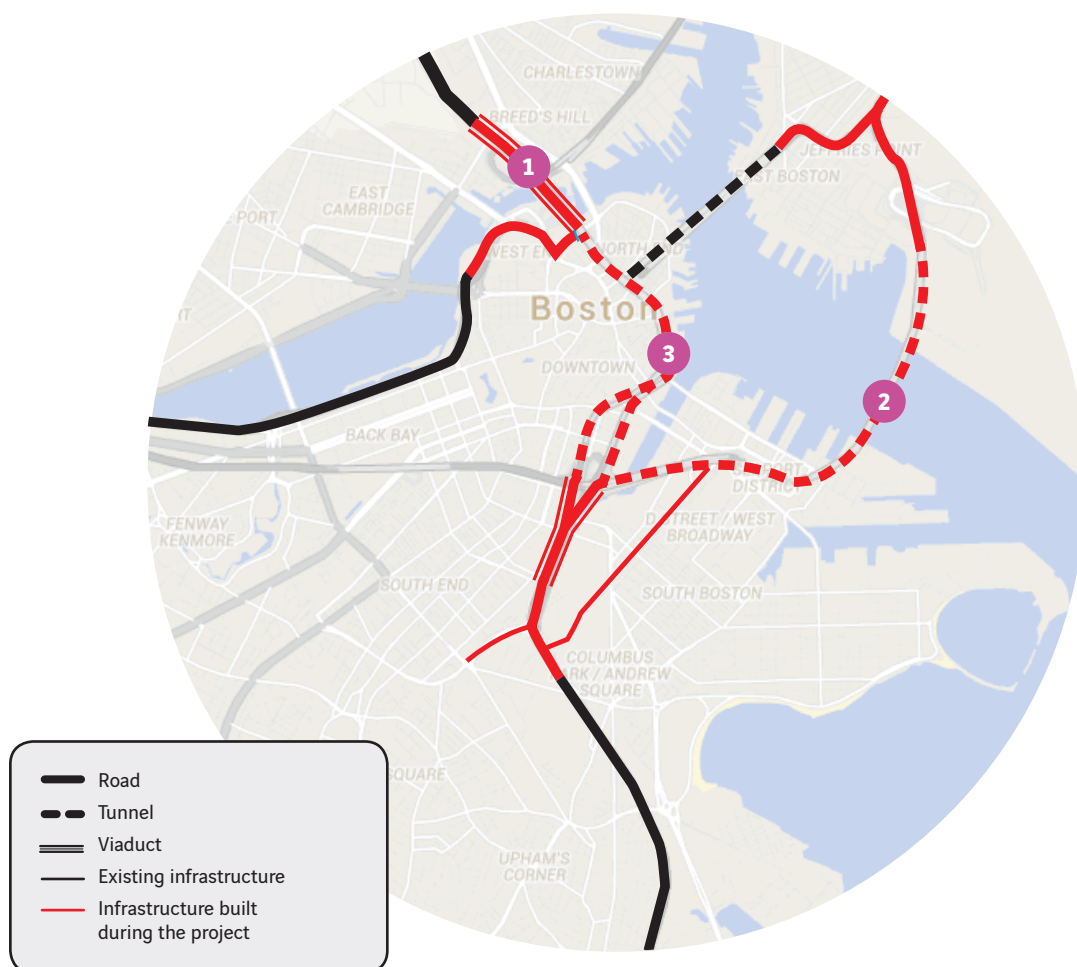 CHARLESTOWN
BREED'S HILL
1
JEFFRIES POINT
EAST BOSTON
EAST
CAMBRIDGE
PORT
WEST END
NORTH END
Boston
3
DOWNTOWN
2
BACK BAY
DISTRICT
FENWAY
KENMORE
D STREET / WEST
BROADWAY
SOUTH END
SOUTH BOSTON
COLUMBUS
PARK / ANDREW
SQUARE
SQUARE
UPHAM'S
CORNER
Road
Tunnel
Viaduct
Existing infrastructure
Infrastructure built
during the project